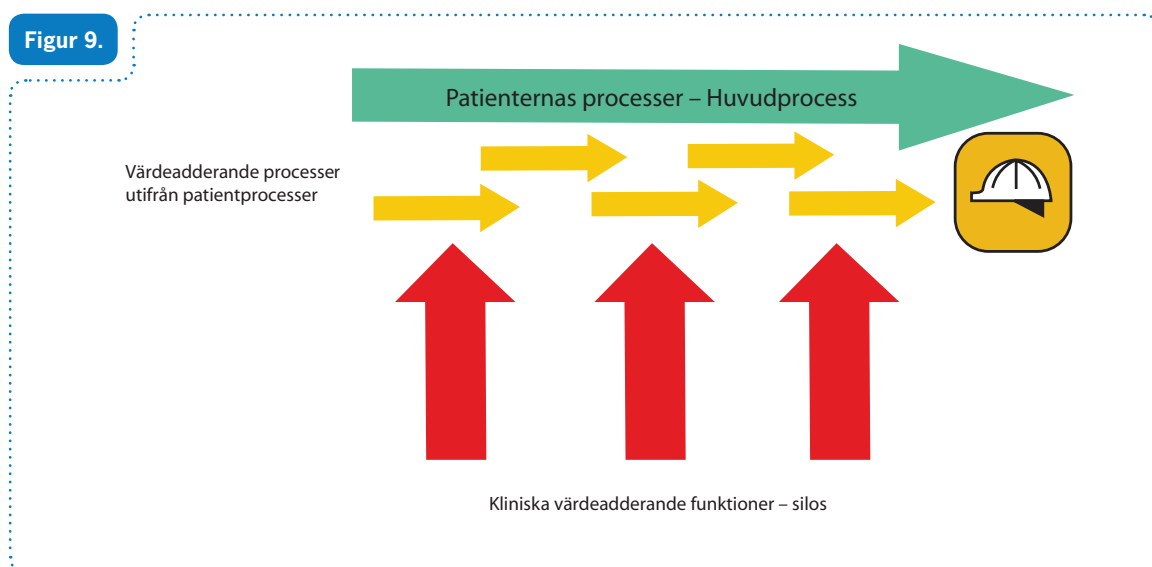 Figur 9.
Patienternas processer – Huvudprocess
Värdeadderande processer
utifrån patientprocesser
Kliniska värdeadderande funktioner – silos